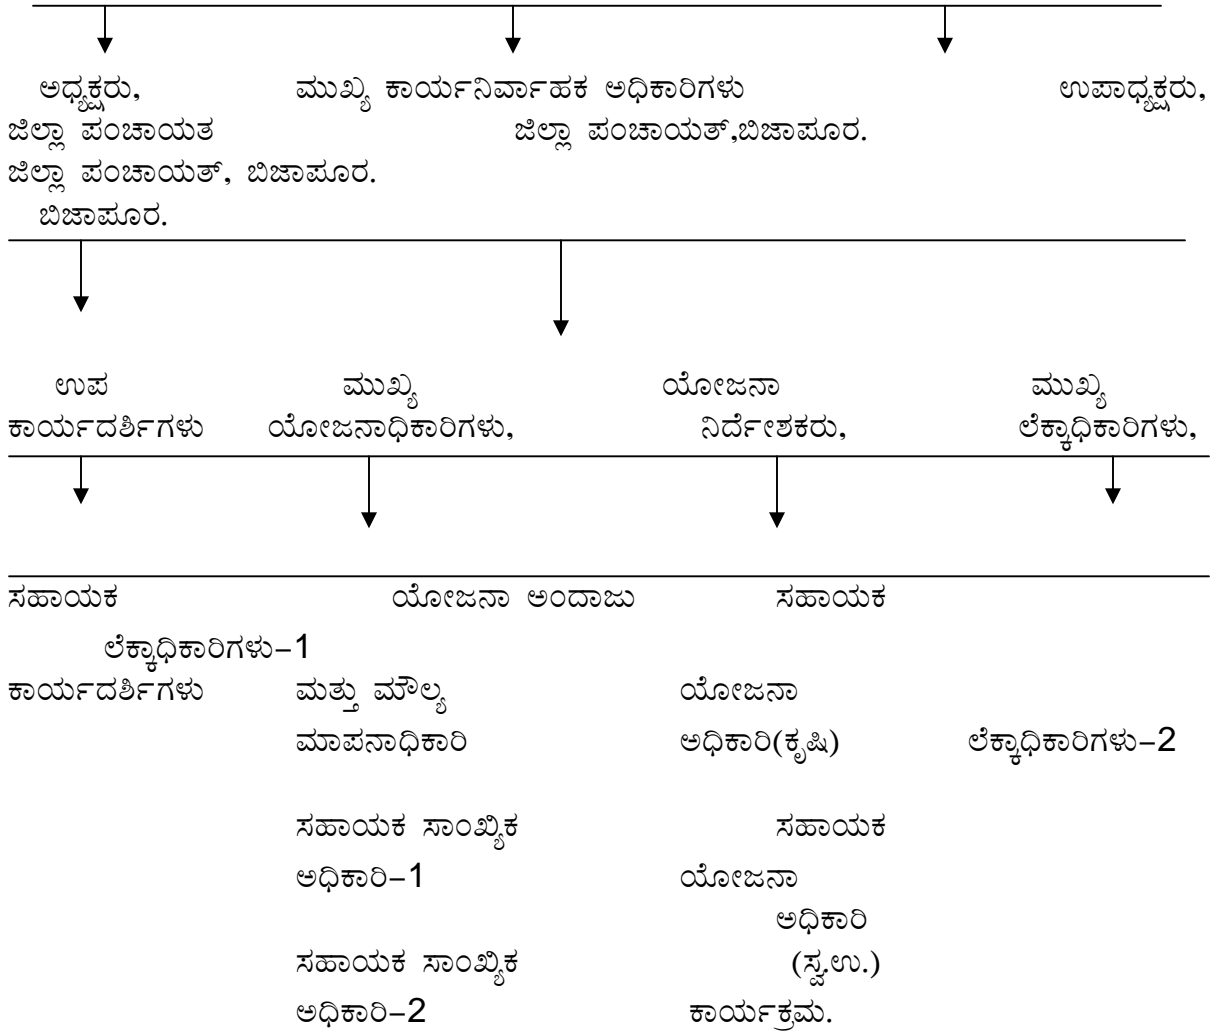 ಅಧ್ಯಕ್ಷರು, ಮುಖ್ಯ ಕಾರ್ಯನಿರ್ವಾಹಕ ಅಧಿಕಾರಿಗಳು ಉಪಾಧ್ಯಕ್ಷರು,
ಜಿಲ್ಲಾ ಪಂಚಾಯತ ಜಿಲ್ಲಾ ಪಂಚಾಯತ್,ಬಿಜಾಪೂರ.
ಜಿಲ್ಲಾ ಪಂಚಾಯತ್, ಬಿಜಾಪೂರ.
ಬಿಜಾಪೂರ.
ಉಪ ಮುಖ್ಯ ಯೋಜನಾ ಮುಖ್ಯ
ಕಾರ್ಯದರ್ಶಿಗಳು ಯೋಜನಾಧಿಕಾರಿಗಳು, ನಿರ್ದೇಶಕರು, ಲೆಕ್ಕಾಧಿಕಾರಿಗಳು,
ಸಹಾಯಕ ಯೋಜನಾ ಅಂದಾಜು ಸಹಾಯಕ
ಲೆಕ್ಕಾಧಿಕಾರಿಗಳು–1
ಕಾರ್ಯದರ್ಶಿಗಳು ಮತ್ತು ಮೌಲ್ಯ ಯೋಜನಾ
ಮಾಪನಾಧಿಕಾರಿ ಅಧಿಕಾರಿ(ಕೃಷಿ) ಲೆಕ್ಕಾಧಿಕಾರಿಗಳು–2
ಸಹಾಯಕ ಸಾಂಖ್ಯಿಕ ಸಹಾಯಕ
ಅಧಿಕಾರಿ–1 ಯೋಜನಾ
ಅಧಿಕಾರಿ
ಸಹಾಯಕ ಸಾಂಖ್ಯಿಕ (ಸ್ವ.ಉ.)
ಅಧಿಕಾರಿ–2 ಕಾರ್ಯಕ್ರಮ.